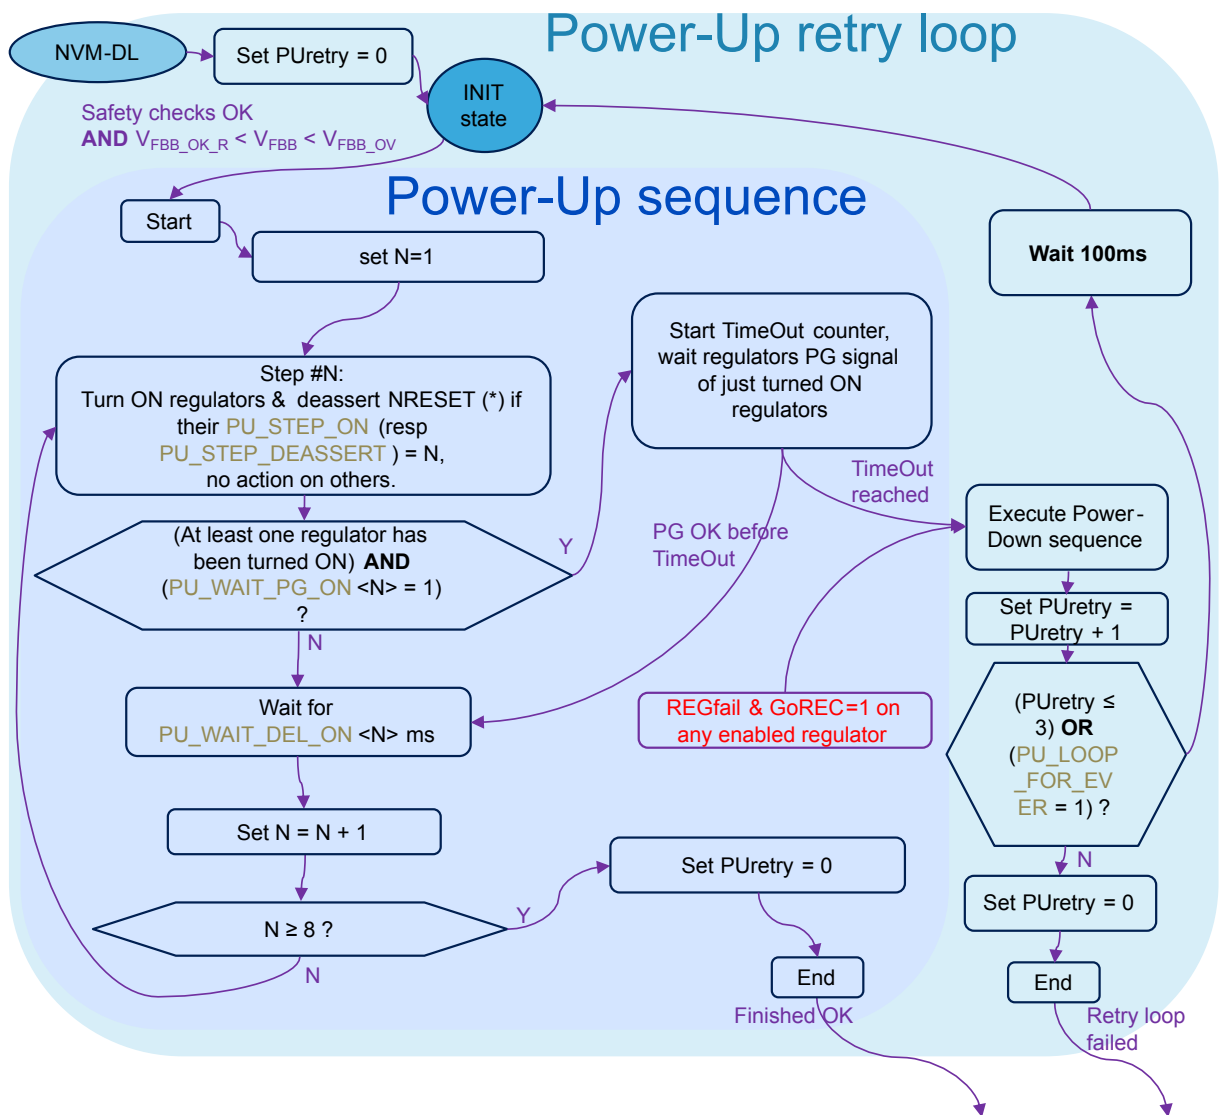 Power-Up retry loop
NVM-DL
Set PUretry = 0
INIT
state
Safety checks OK
AND V_FBB_OK_R < V_FBB < V_FBB_OV
Power-Up sequence
Start
set N=1
Wait 100ms
Start TimeOut counter,
wait regulators PG signal
of just turned ON
regulators
Step #N:
Turn ON regulators & deassert NRESET (*) if
their PU_STEP_ON (resp
PU_STEP_DEASSERT ) = N,
no action on others.
TimeOut
reached
Execute Power-
Down sequence
(At least one regulator has
been turned ON) AND
(PU_WAIT_PG_ON <N> = 1)
?
Y
PG OK before
TimeOut
Set PUretry =
PUretry + 1
N
Wait for
PU_WAIT_DEL_ON <N> ms
REGfail & GoREC=1 on
any enabled regulator
(PUretry ≤
3) OR
(PU_LOOP
_FOR_EV
ER = 1) ?
Set N = N + 1
N
Set PUretry = 0
Set PUretry = 0
N ≥ 8 ?
Y
N
End
End
Finished OK
Retry loop
failed